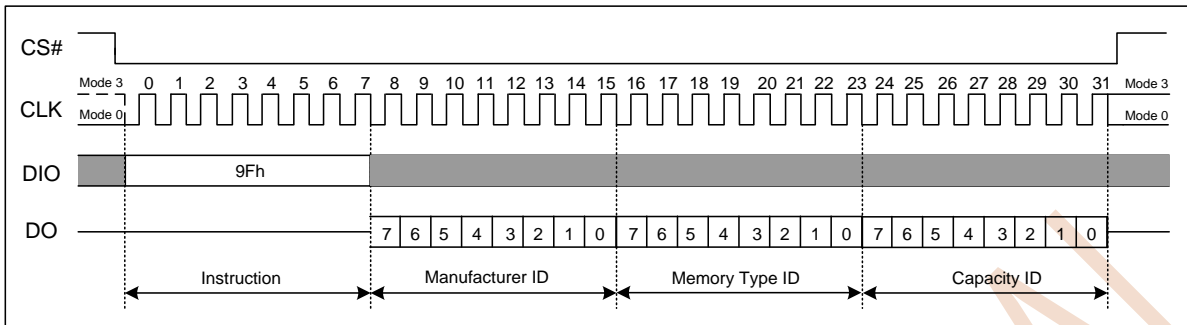 CS#
Mode 3 0 1 2 3 4 5 6 7 8 9 10 11 12 13 14 15 16 17 18 19 20 21 22 23 24 25 26 27 28 29 30 31 Mode 3
CLK
Mode 0 Mode 0
DIO 9Fh
DO 7 6 5 4 3 2 1 0 7 6 5 4 3 2 1 0 7 6 5 4 3 2 1 0
Instruction Manufacturer ID Memory Type ID Capacity ID